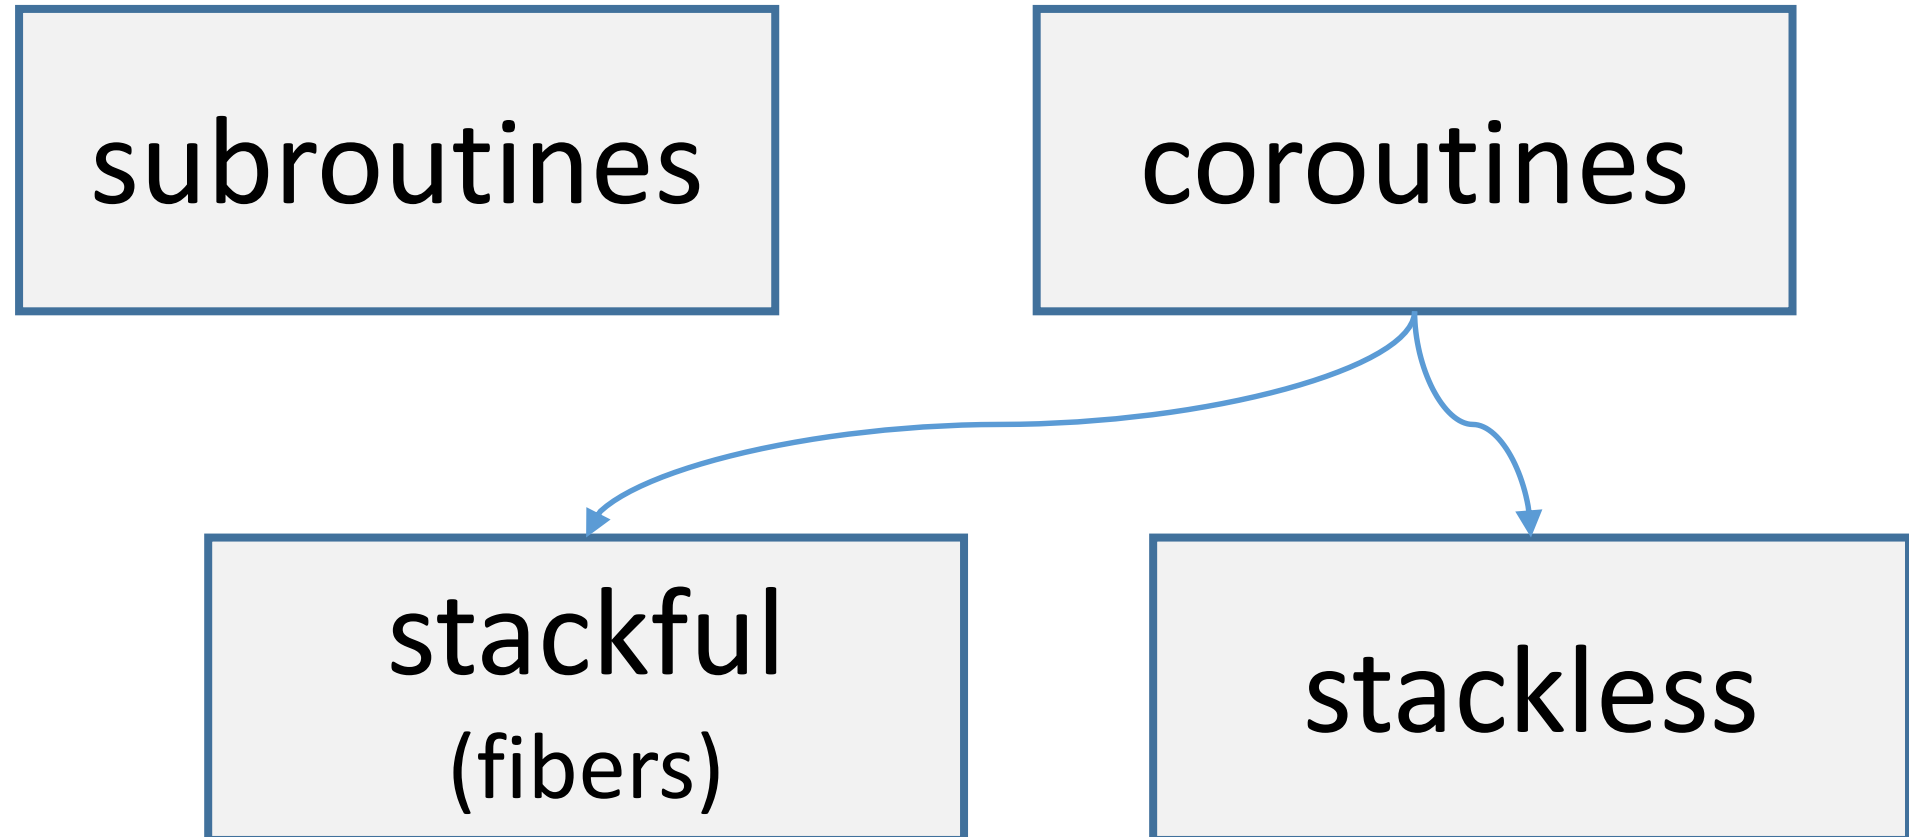 subroutines
coroutines
stackful
(fibers)
stackless